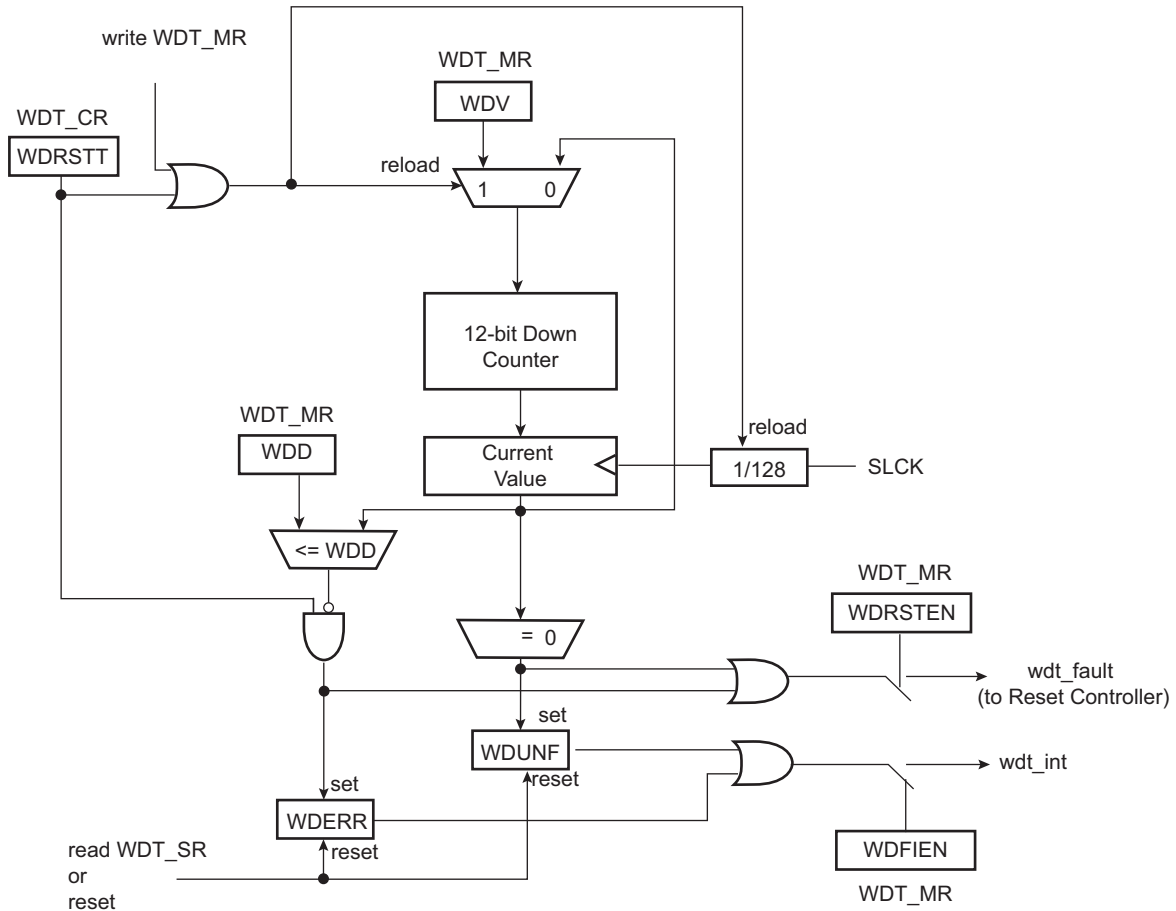 write WDT_MR
WDT_MR
WDV
WDT_CR
WDRSTT
reload
1 0
12-bit Down
Counter
WDT_MR
WDD
Current
Value
reload
1/128
SLCK
<= WDD
= 0
WDT_MR
WDRSTEN
wdt_fault
(to Reset Controller)
set
WDUNF
reset
wdt_int
set
WDERR
reset
read WDT_SR
or
reset
WDFIEN
WDT_MR